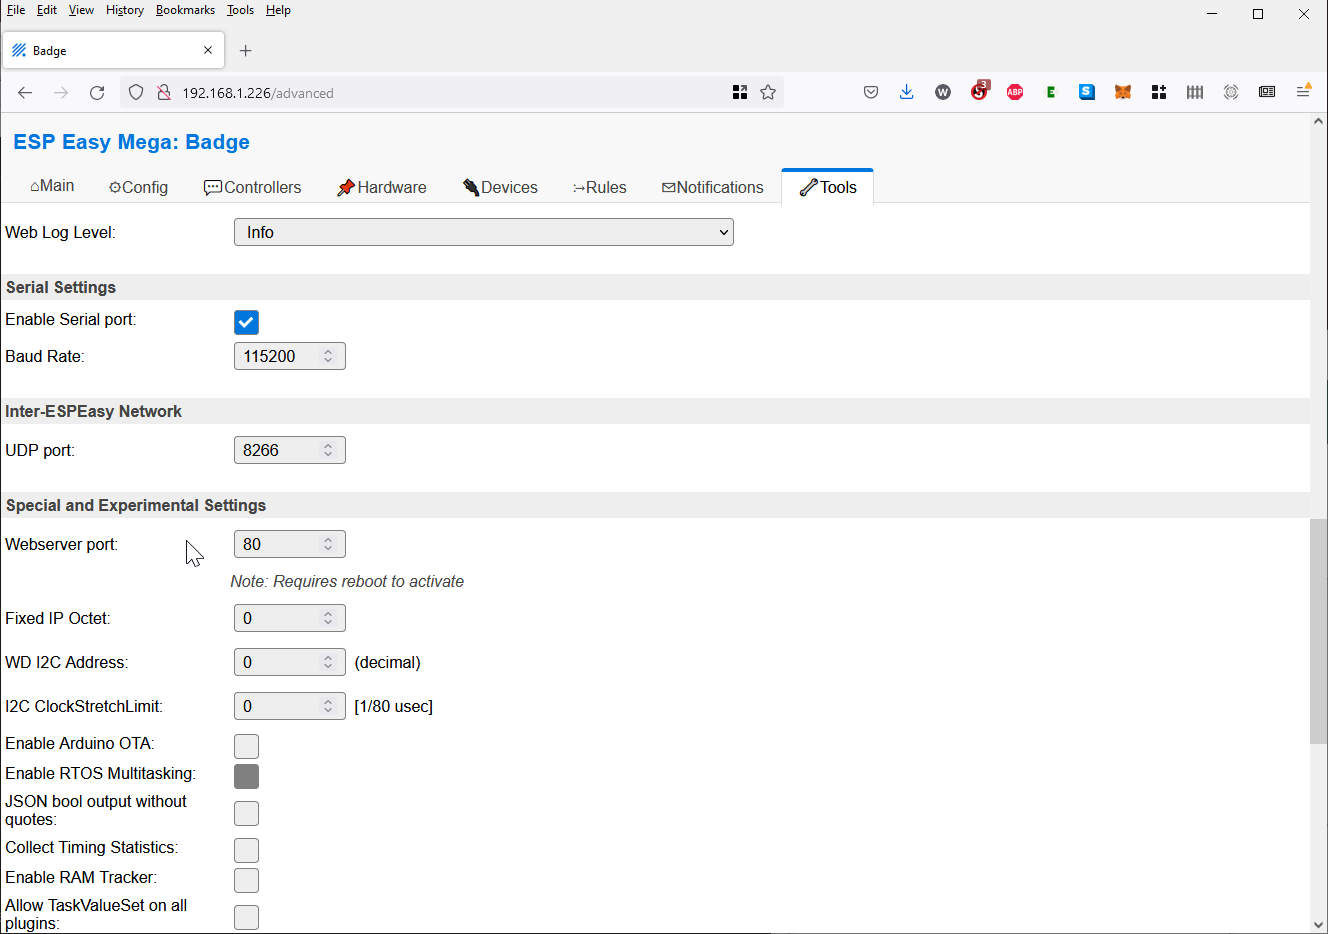 File Edit View History Bookmarks Tools Help
Badge
192.168.1.226/advanced
W 3 ABP E S
ESP Easy Mega: Badge
Main Config Controllers Hardware Devices Rules Notifications Tools
Web Log Level: Info
Serial Settings
Enable Serial port:
Baud Rate: 115200
Inter-ESPEasy Network
UDP port: 8266
Special and Experimental Settings
Webserver port: 80
Note: Requires reboot to activate
Fixed IP Octet: 0
WD I2C Address: 0 (decimal)
I2C ClockStretchLimit: 0 [1/80 usec]
Enable Arduino OTA:
Enable RTOS Multitasking:
JSON bool output without
quotes:
Collect Timing Statistics:
Enable RAM Tracker:
Allow TaskValueSet on all
plugins: